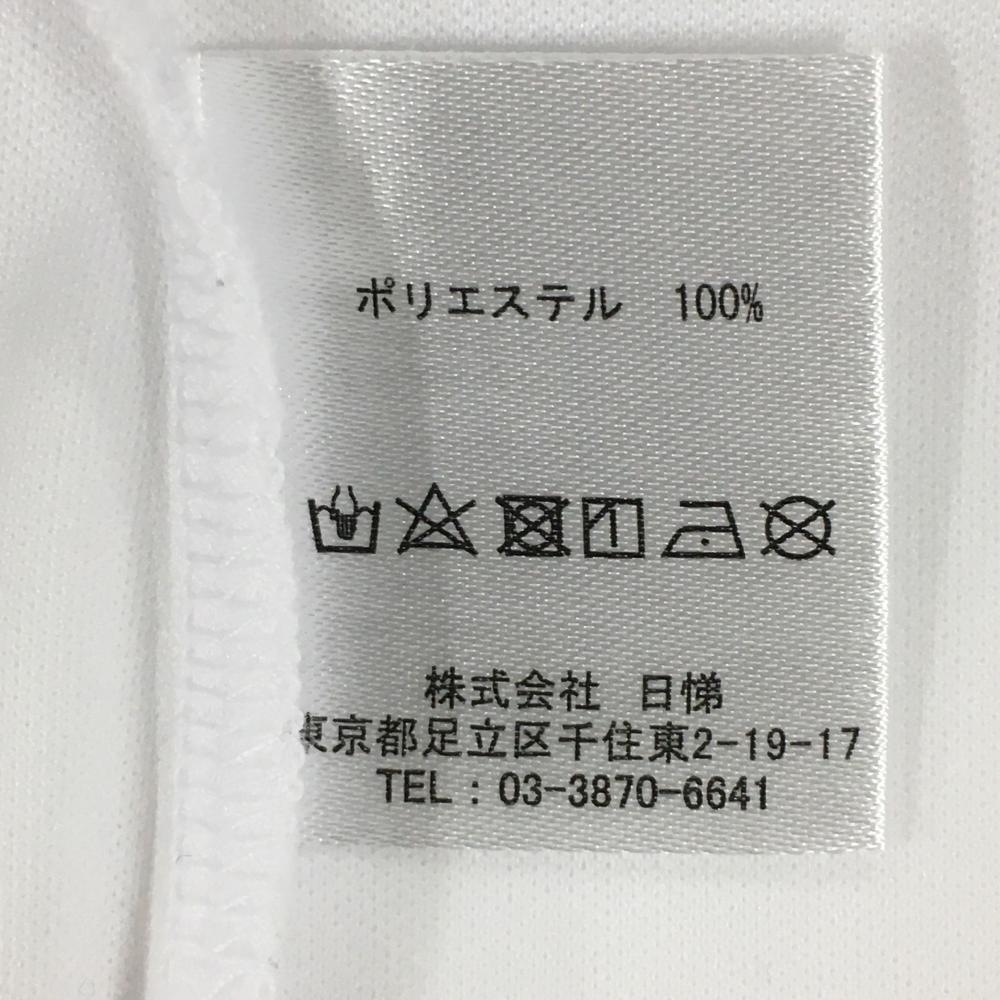 ポリエステル　100%
株式会社　日悌
東京都足立区千住東2-19-17
TEL : 03-3870-6641